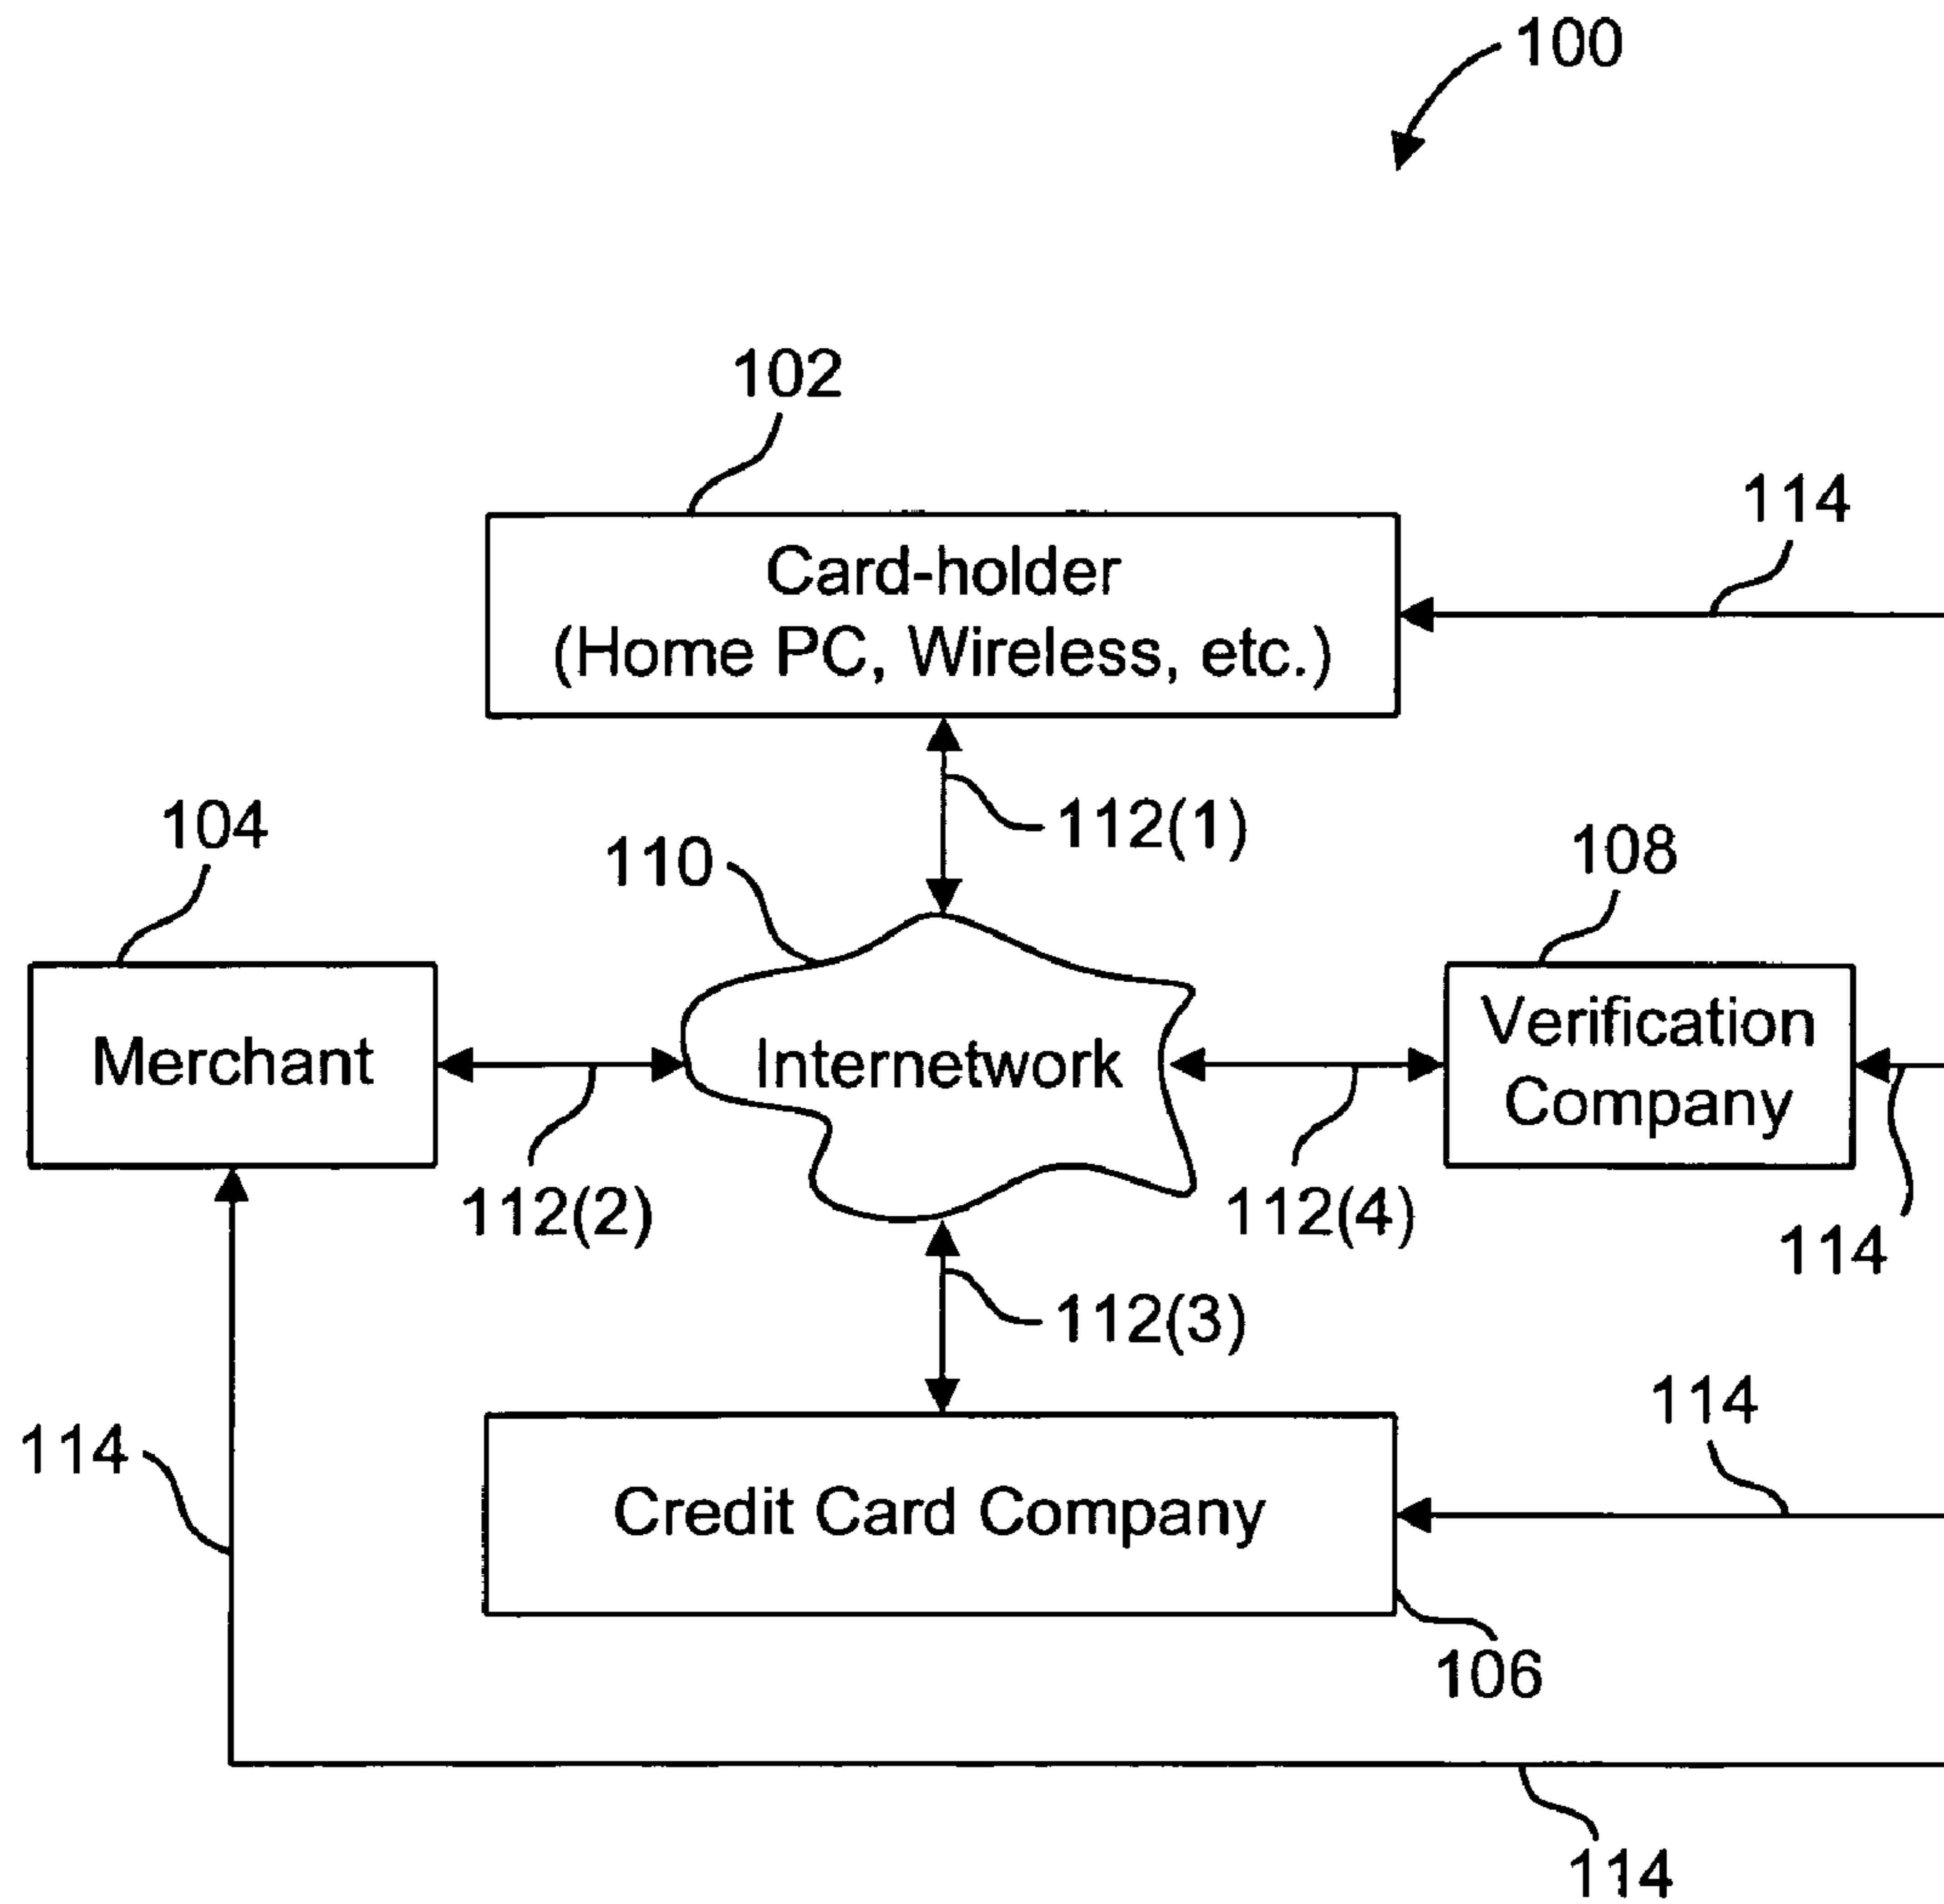 100
102
114
Card-holder
(Home PC, Wireless, etc.)
104
112(1)
110
108
Merchant
Internetwork
Verification
Company
112(2)
112(4)
114
112(3)
114
114
Credit Card Company
106
114